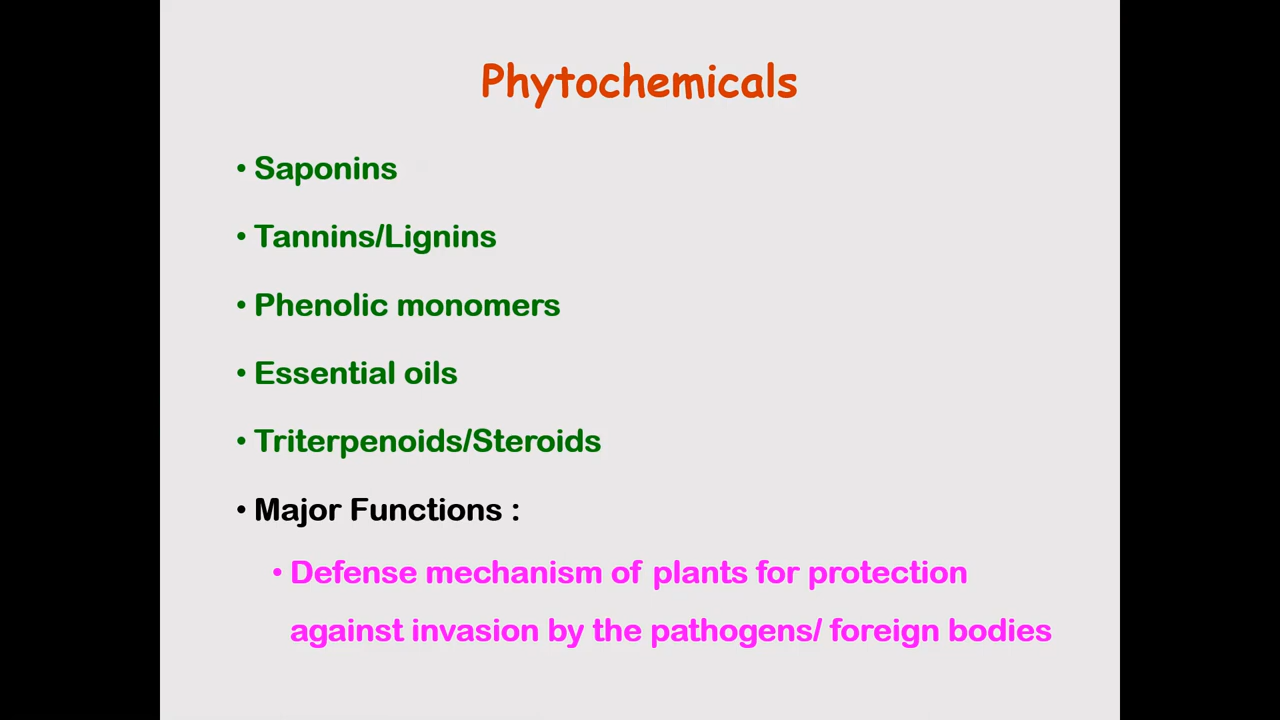 Phytochemicals
• Saponins
• Tannins/Lignins
• Phenolic monomers
• Essential oils
• Triterpenoids/Steroids
• Major Functions :
• Defense mechanism of plants for protection
against invasion by the pathogens/ foreign bodies